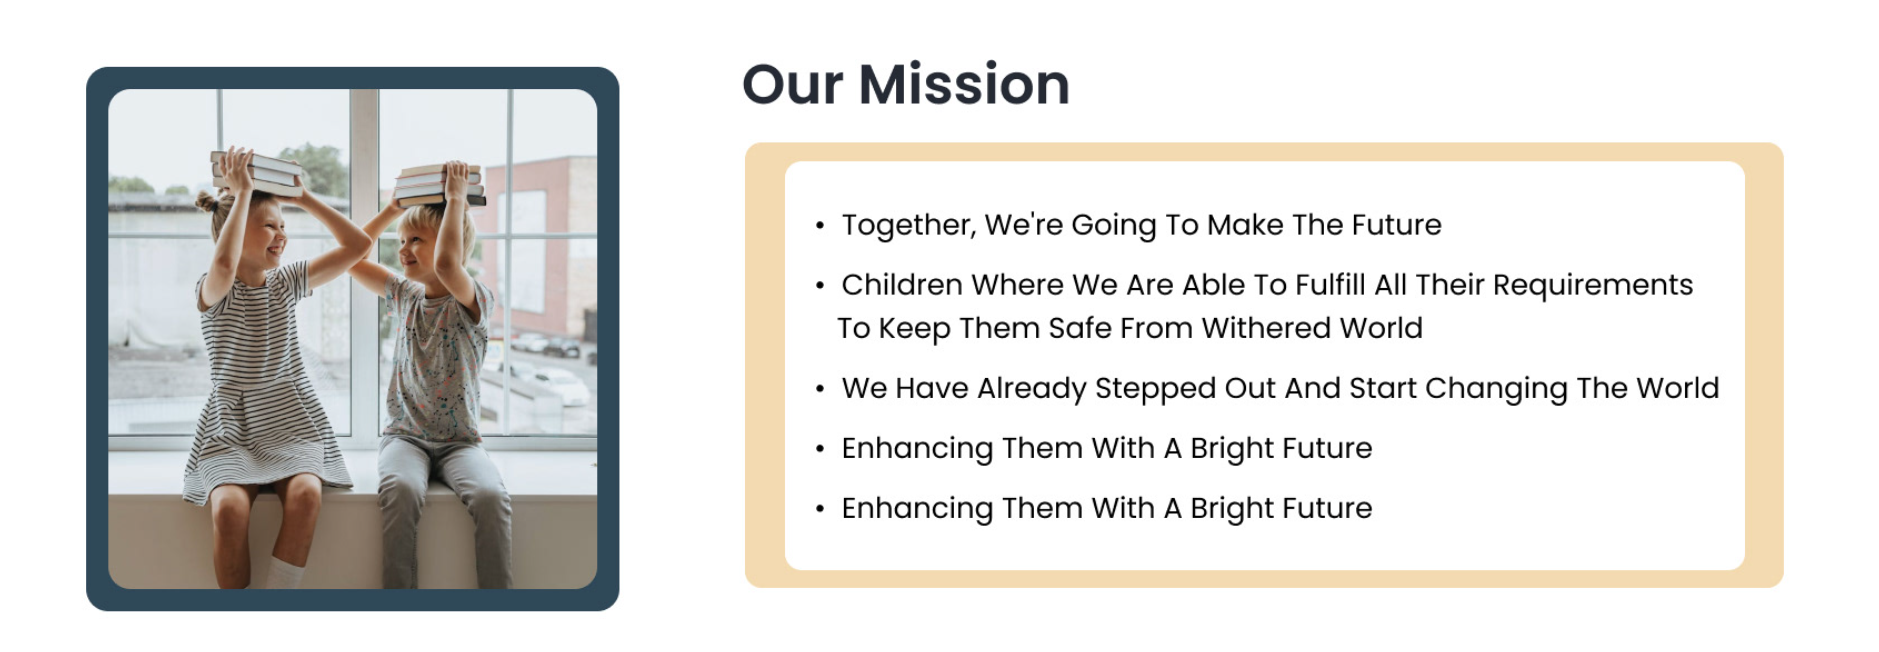 Our Mission
• Together, We're Going To Make The Future
• Children Where We Are Able To Fulfill All Their Requirements
To Keep Them Safe From Withered World
• We Have Already Stepped Out And Start Changing The World
• Enhancing Them With A Bright Future
• Enhancing Them With A Bright Future